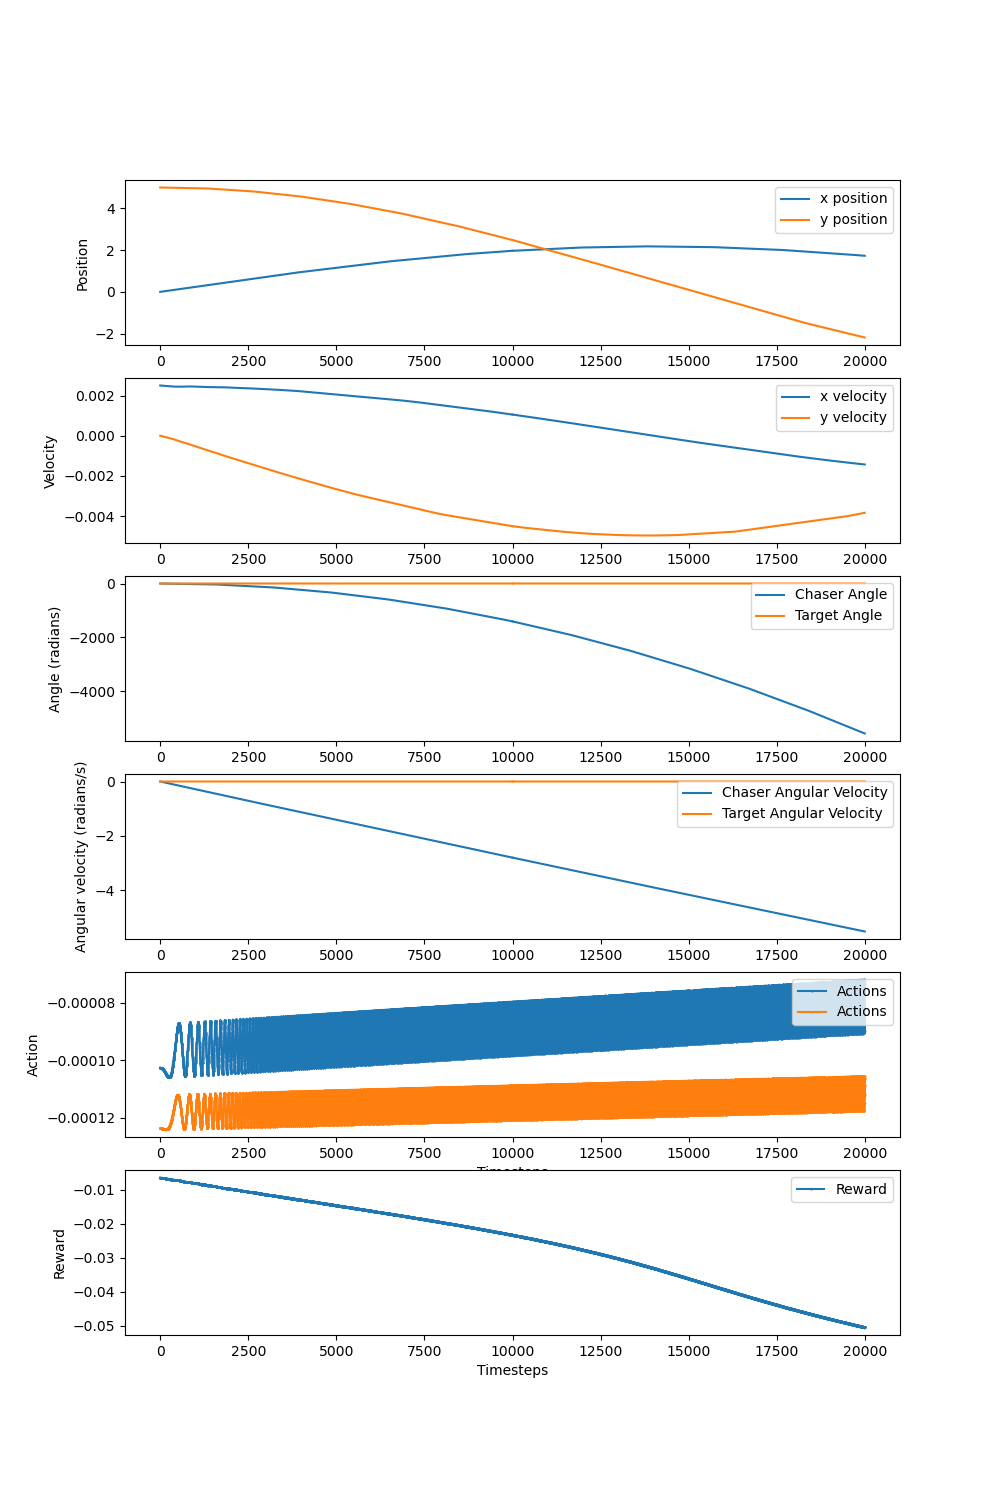 4
2
0
−2
Position
x position
y position
0 2500 5000 7500 10000 12500 15000 17500 20000
0.002
0.000
−0.002
−0.004
Velocity
x velocity
y velocity
0 2500 5000 7500 10000 12500 15000 17500 20000
0
−2000
−4000
Angle (radians)
Chaser Angle
Target Angle
0 2500 5000 7500 10000 12500 15000 17500 20000
0
−2
−4
Angular velocity (radians/s)
Chaser Angular Velocity
Target Angular Velocity
0 2500 5000 7500 10000 12500 15000 17500 20000
−0.00008
−0.00010
−0.00012
Action
Actions
Actions
0 2500 5000 7500 10000 12500 15000 17500 20000
Timesteps
−0.01
−0.02
−0.03
−0.04
−0.05
Reward
Reward
0 2500 5000 7500 10000 12500 15000 17500 20000
Timesteps